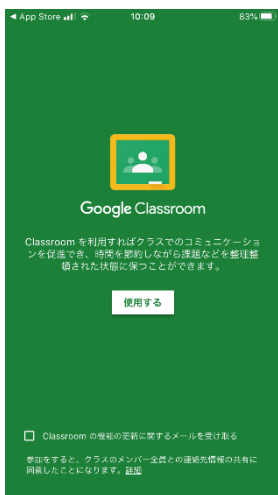 App Store 10:09 83%
Google Classroom
Classroom を利用すればクラスでのコミュニケーショ
ンを促進でき、時間を節約しながら課題などを整理整
頓された状態に保つことができます。
使用する
Classroom の機能の更新に関するメールを受け取る
参加をすると、クラスのメンバー全員との連絡先情報の共有に
同意したことになります。詳細